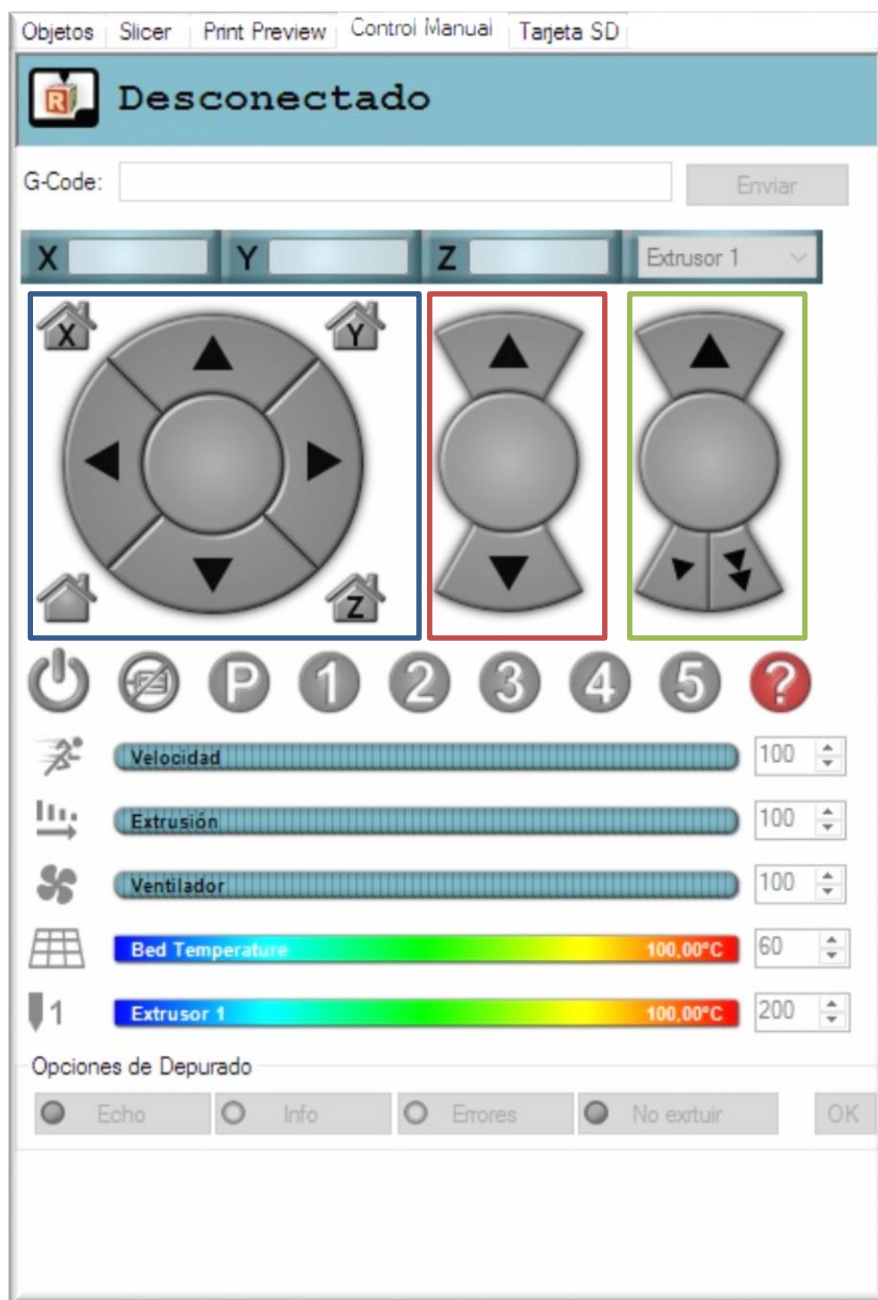 Objetos Slicer Print Preview Control Manual Tarjeta SD
R Desconectado
G-Code: Enviar
X Y Z Extrusor 1
X Y
Z
P 1 2 3 4 5 ?
Velocidad 100
Extrusión 100
Ventilador 100
Bed Temperature 100,00°C 60
1 Extrusor 1 100,00°C 200
Opciones de Depurado
Echo Info Errores No exrtuir OK